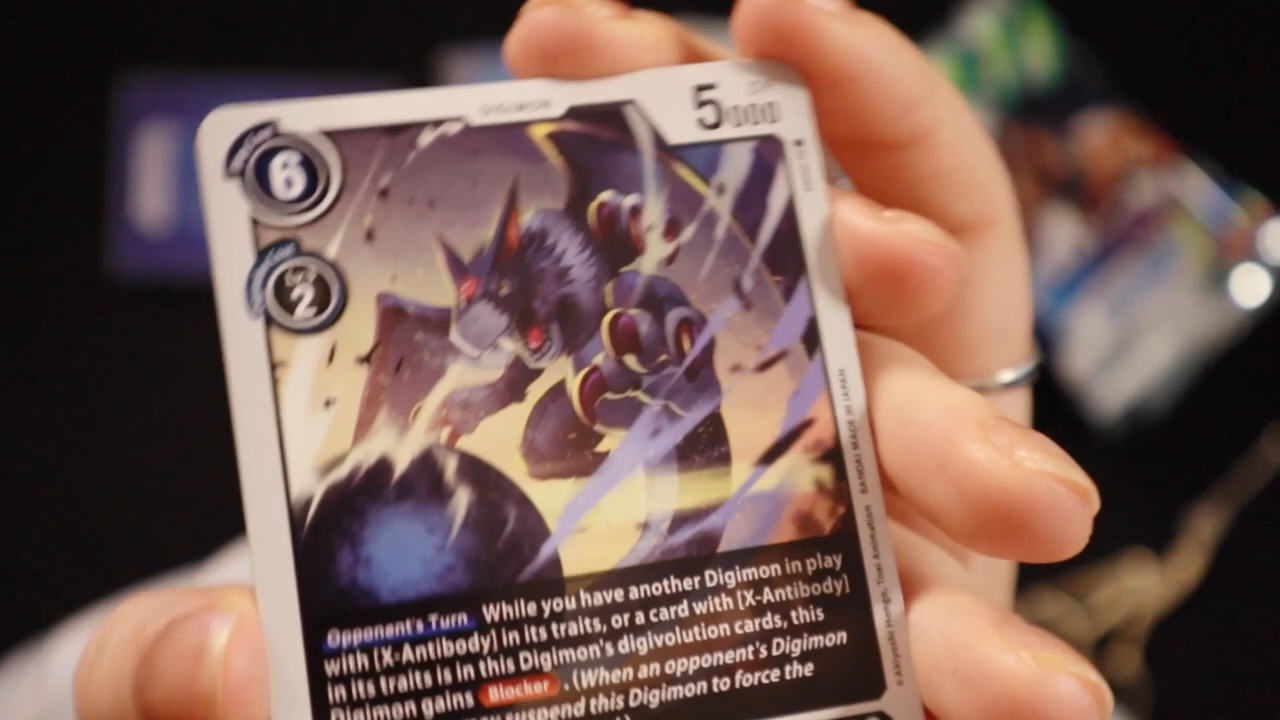 DIGIMON
5000
6
Lv.3
2
Opponent's Turn While you have another Digimon in play
with [X-Antibody] in its traits, or a card with [X-Antibody]
in its traits is in this Digimon's digivolution cards, this
Digimon gains Blocker. (When an opponent's Digimon
suspend this Digimon to force the
©Akiyoshi Hongo, Toei Animation BANDAI MADE IN JAPAN